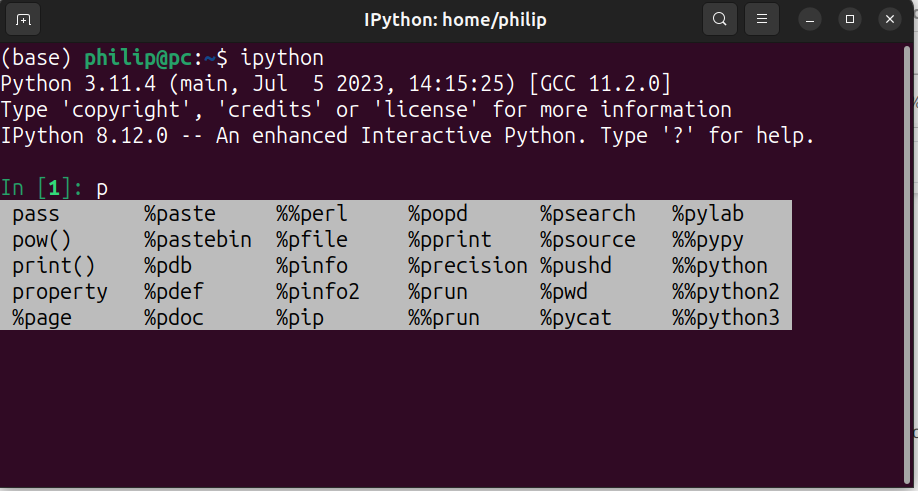 IPython: home/philip
(base) philip@pc:~$ ipython
Python 3.11.4 (main, Jul  5 2023, 14:15:25) [GCC 11.2.0]
Type 'copyright', 'credits' or 'license' for more information
IPython 8.12.0 -- An enhanced Interactive Python. Type '?' for help.
In [1]: p
pass %paste %%perl %popd %psearch %pylab
pow() %pastebin %pfile %pprint %psource %%pypy
print() %pdb %pinfo %precision %pushd %%python
property %pdef %pinfo2 %prun %pwd %%python2
%page %pdoc %pip %%prun %pycat %%python3